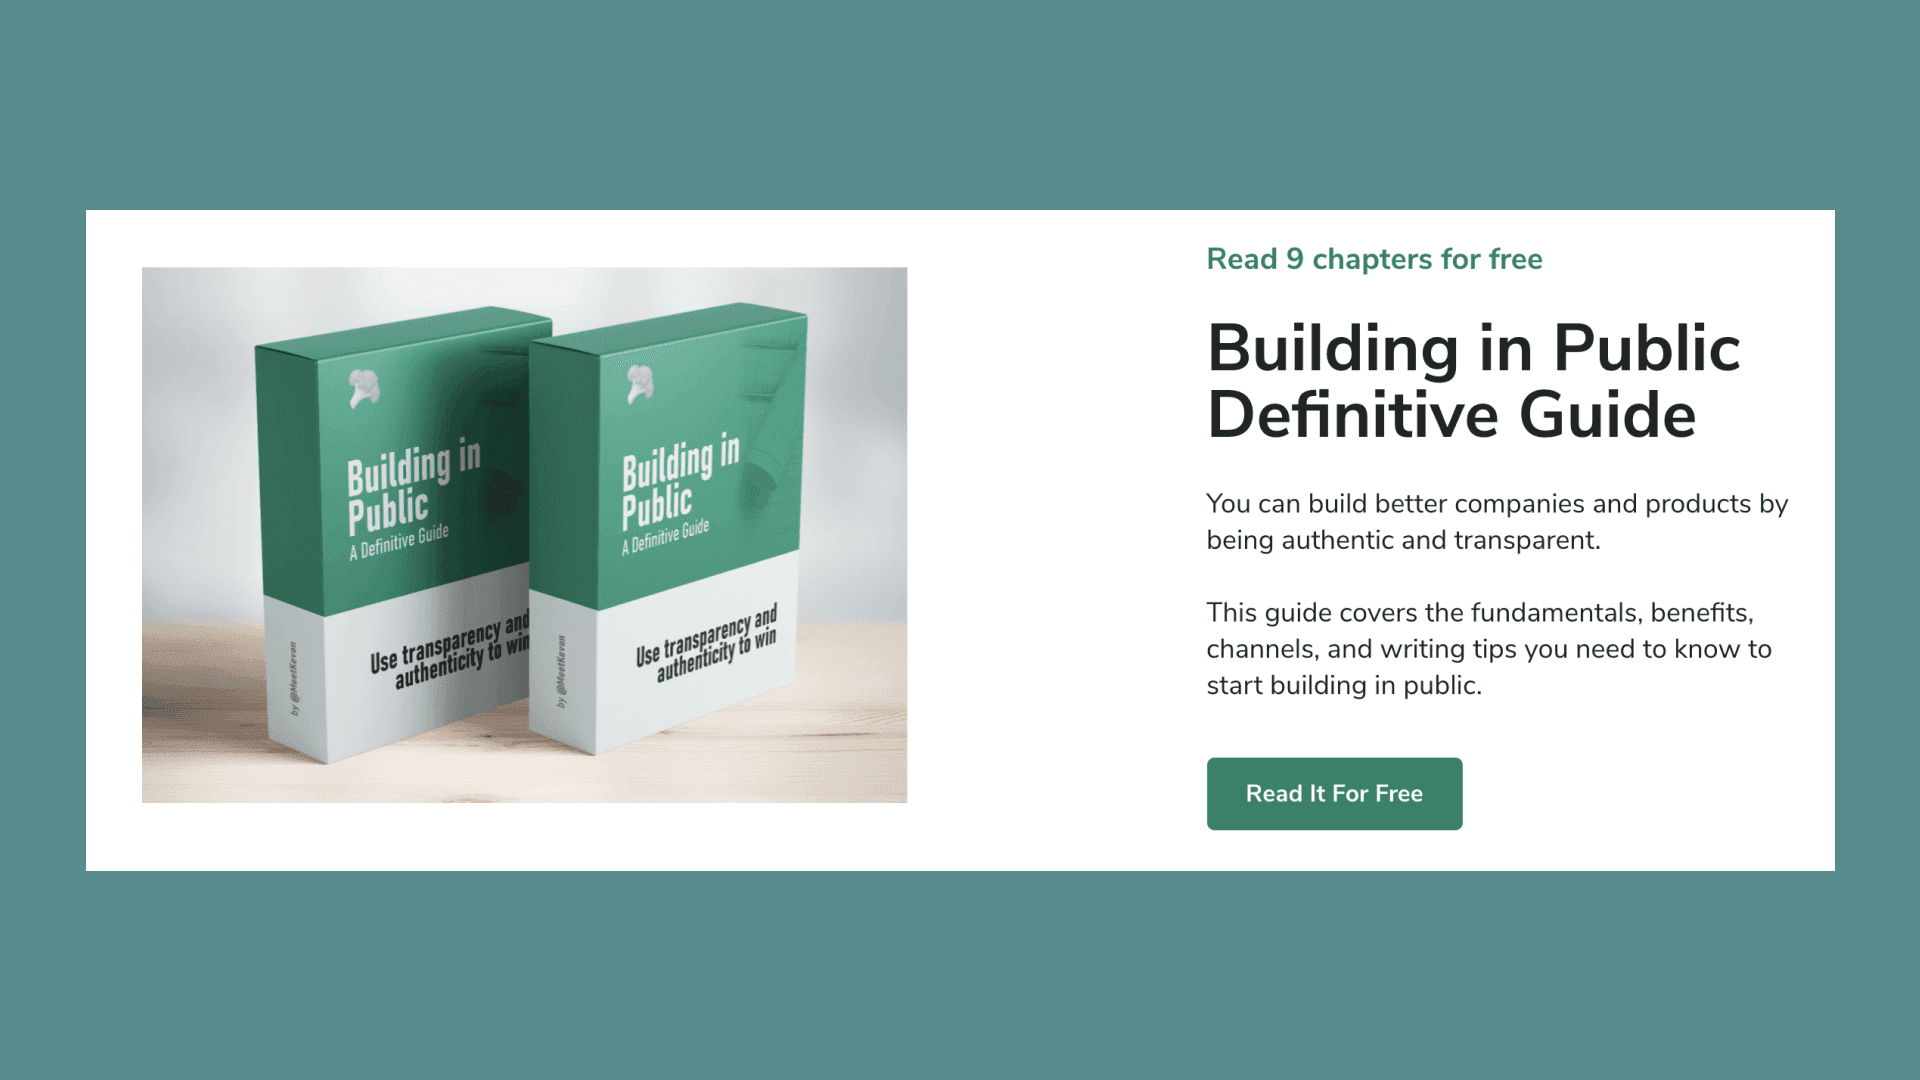 Building in
Public
A Definitive Guide
Use transparency and
authenticity to win
by @MeetKevon
Building in
Public
A Definitive Guide
Use transparency and
authenticity to win
by @MeetKevon
Read 9 chapters for free
Building in Public
Definitive Guide
You can build better companies and products by
being authentic and transparent.
This guide covers the fundamentals, benefits,
channels, and writing tips you need to know to
start building in public.
Read It For Free